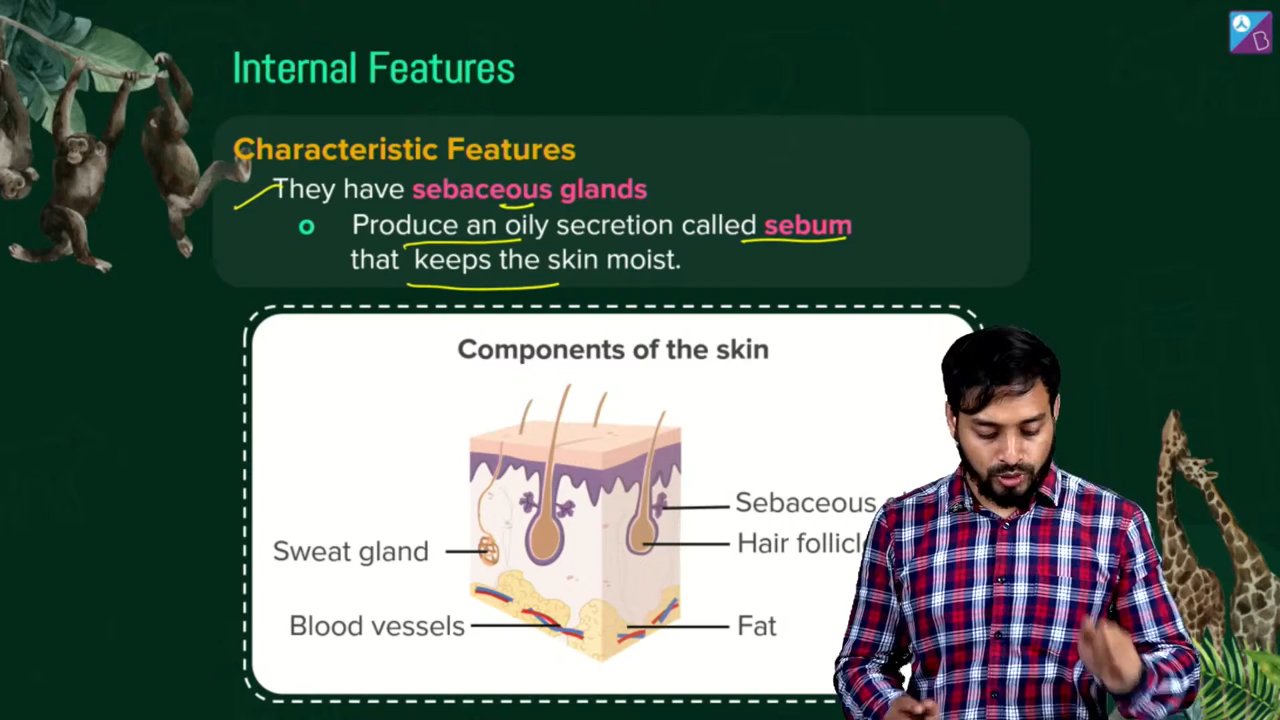 Internal Features
Characteristic Features
They have sebaceous glands
Produce an oily secretion called sebum
that keeps the skin moist.
Components of the skin
Sebaceous
Hair follicle
Sweat gland
Blood vessels
Fat
B